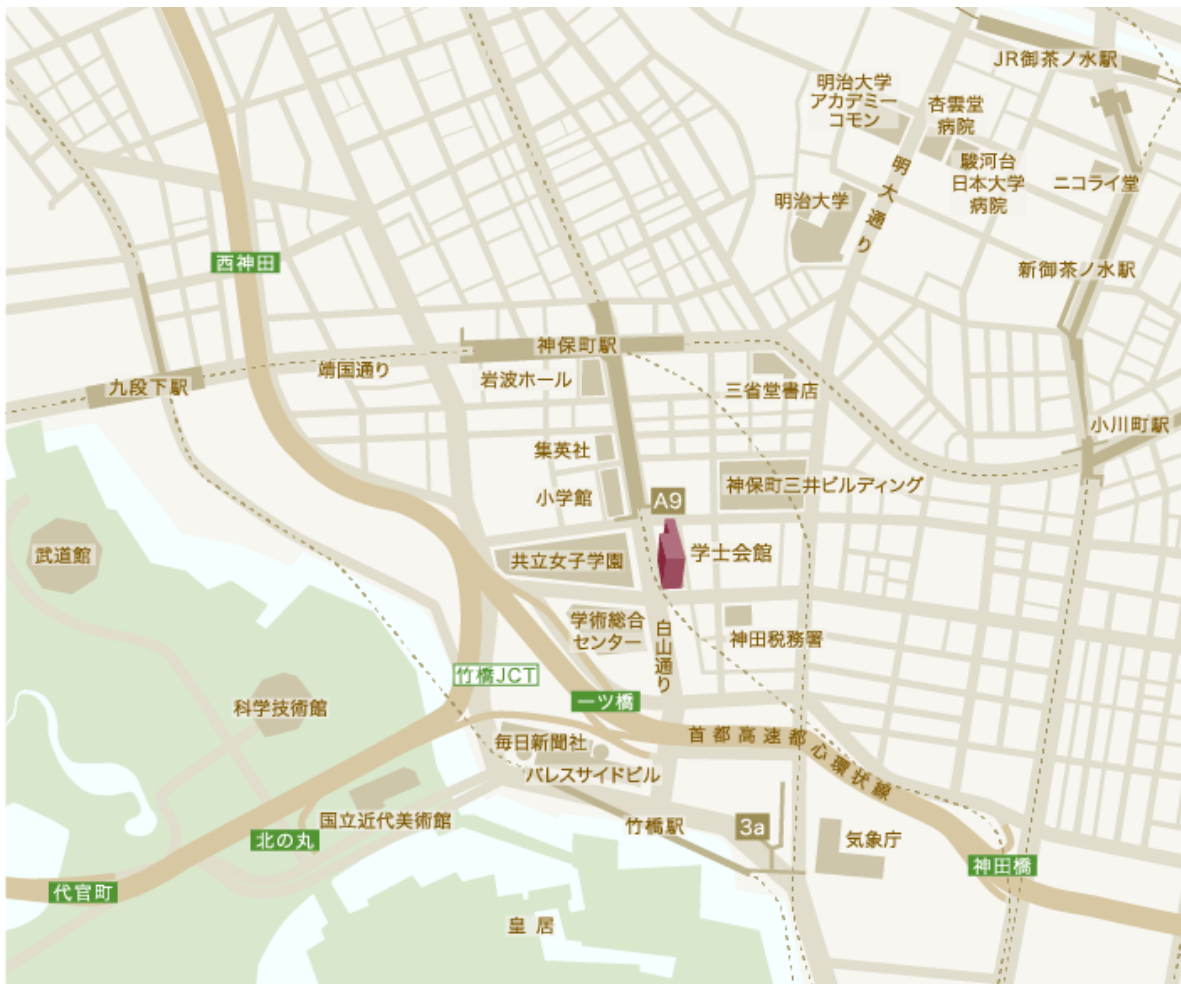 JR御茶ノ水駅
明治大学
アカデミー
コモン
杏雲堂
病院
駿河台
日本大学
病院
ニコライ堂
明治大学
明大通り
西神田
新御茶ノ水駅
神保町駅
靖国通り
九段下駅
岩波ホール
三省堂書店
小川町駅
集英社
小学館
神保町三井ビルディング
A9
武道館
共立女子学園
学士会館
学術総合
センター
白山通り
神田税務署
竹橋JCT
一ツ橋
科学技術館
毎日新聞社
パレスサイドビル
首都高速都心環状線
国立近代美術館
竹橋駅
3a
気象庁
北の丸
神田橋
代官町
皇居